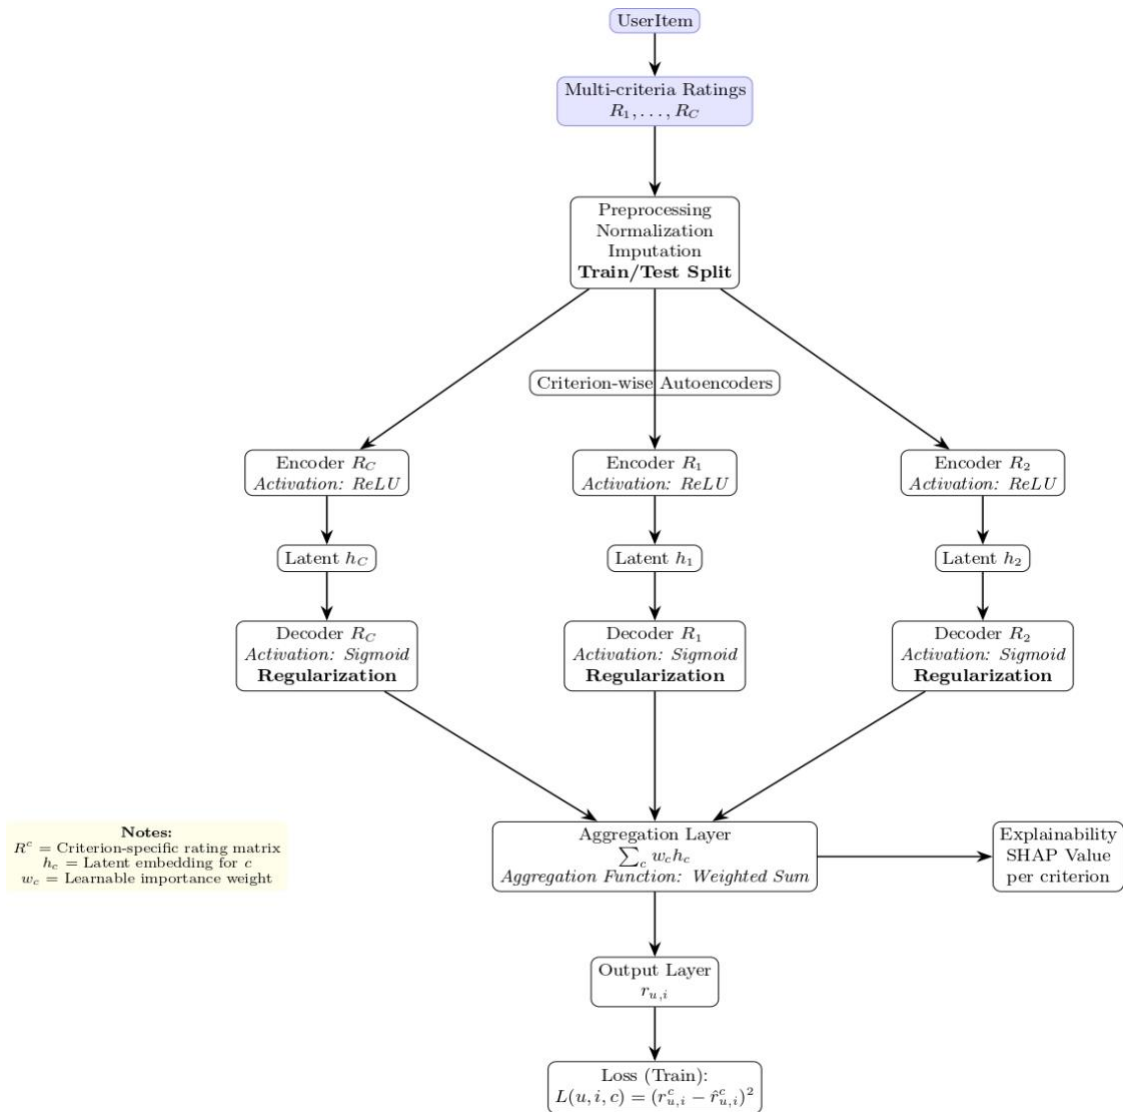 UserItem
Multi-criteria Ratings
R_1, . . . , R_C
Preprocessing
Normalization
Imputation
Train/Test Split
Criterion-wise Autoencoders
Encoder R_C
Activation: ReLU
Encoder R_1
Activation: ReLU
Encoder R_2
Activation: ReLU
Latent h_C
Latent h_1
Latent h_2
Decoder R_C
Activation: Sigmoid
Regularization
Decoder R_1
Activation: Sigmoid
Regularization
Decoder R_2
Activation: Sigmoid
Regularization
Notes:
R^c = Criterion-specific rating matrix
h_c = Latent embedding for c
w_c = Learnable importance weight
Aggregation Layer
∑_c w_c h_c
Aggregation Function: Weighted Sum
Explainability
SHAP Value
per criterion
Output Layer
r_{u,i}
Loss (Train):
L(u, i, c) = (r^c_{u,i} − r̂^c_{u,i})^2